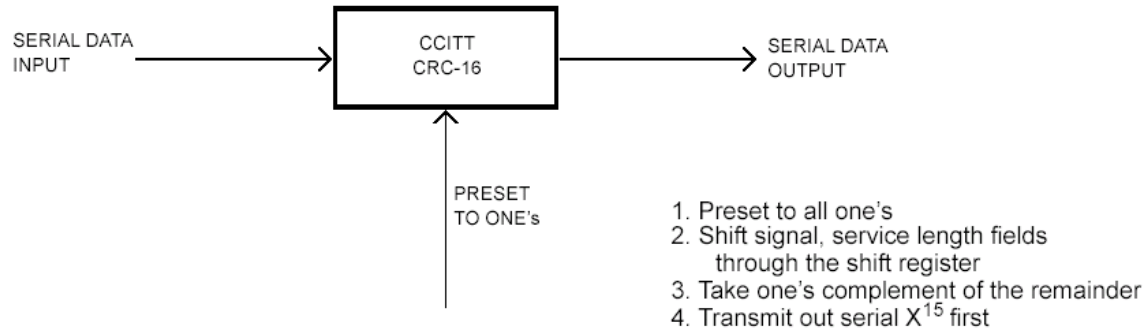 SERIAL DATA
INPUT
CCITT
CRC-16
SERIAL DATA
OUTPUT
PRESET
TO ONE's
1. Preset to all one's
2. Shift signal, service length fields
through the shift register
3. Take one's complement of the remainder
4. Transmit out serial X¹⁵ first